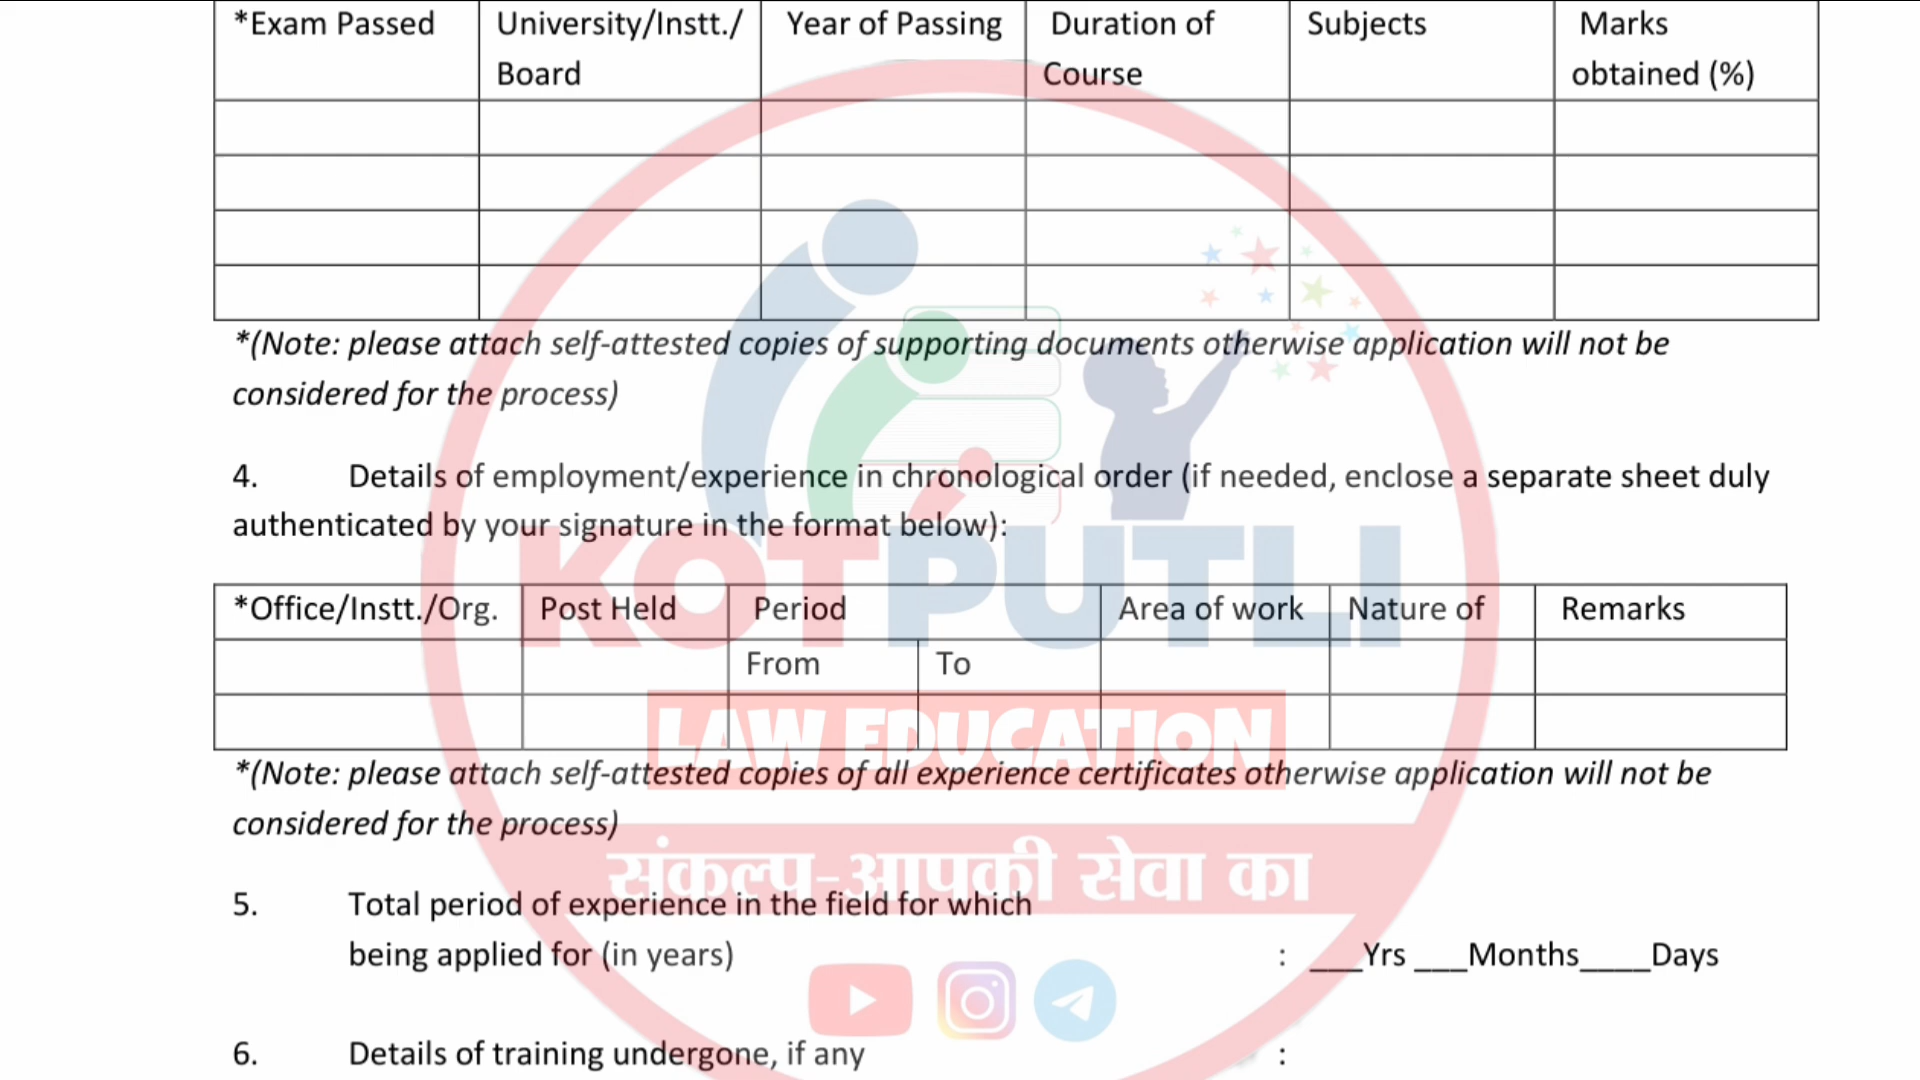 *Exam Passed University/Instt./ Year of Passing Duration of Subjects Marks
Board Course obtained (%)
*(Note: please attach self-attested copies of supporting documents otherwise application will not be
considered for the process)
4. Details of employment/experience in chronological order (if needed, enclose a separate sheet duly
authenticated by your signature in the format below):
KOTPUTLI
*Office/Instt./Org. Post Held Period Area of work Nature of Remarks
From To
LAW EDUCATION
*(Note: please attach self-attested copies of all experience certificates otherwise application will not be
considered for the process)
संकल्प-आपकी सेवा का
5. Total period of experience in the field for which
being applied for (in years) : ___Yrs ___Months____Days
6. Details of training undergone, if any :